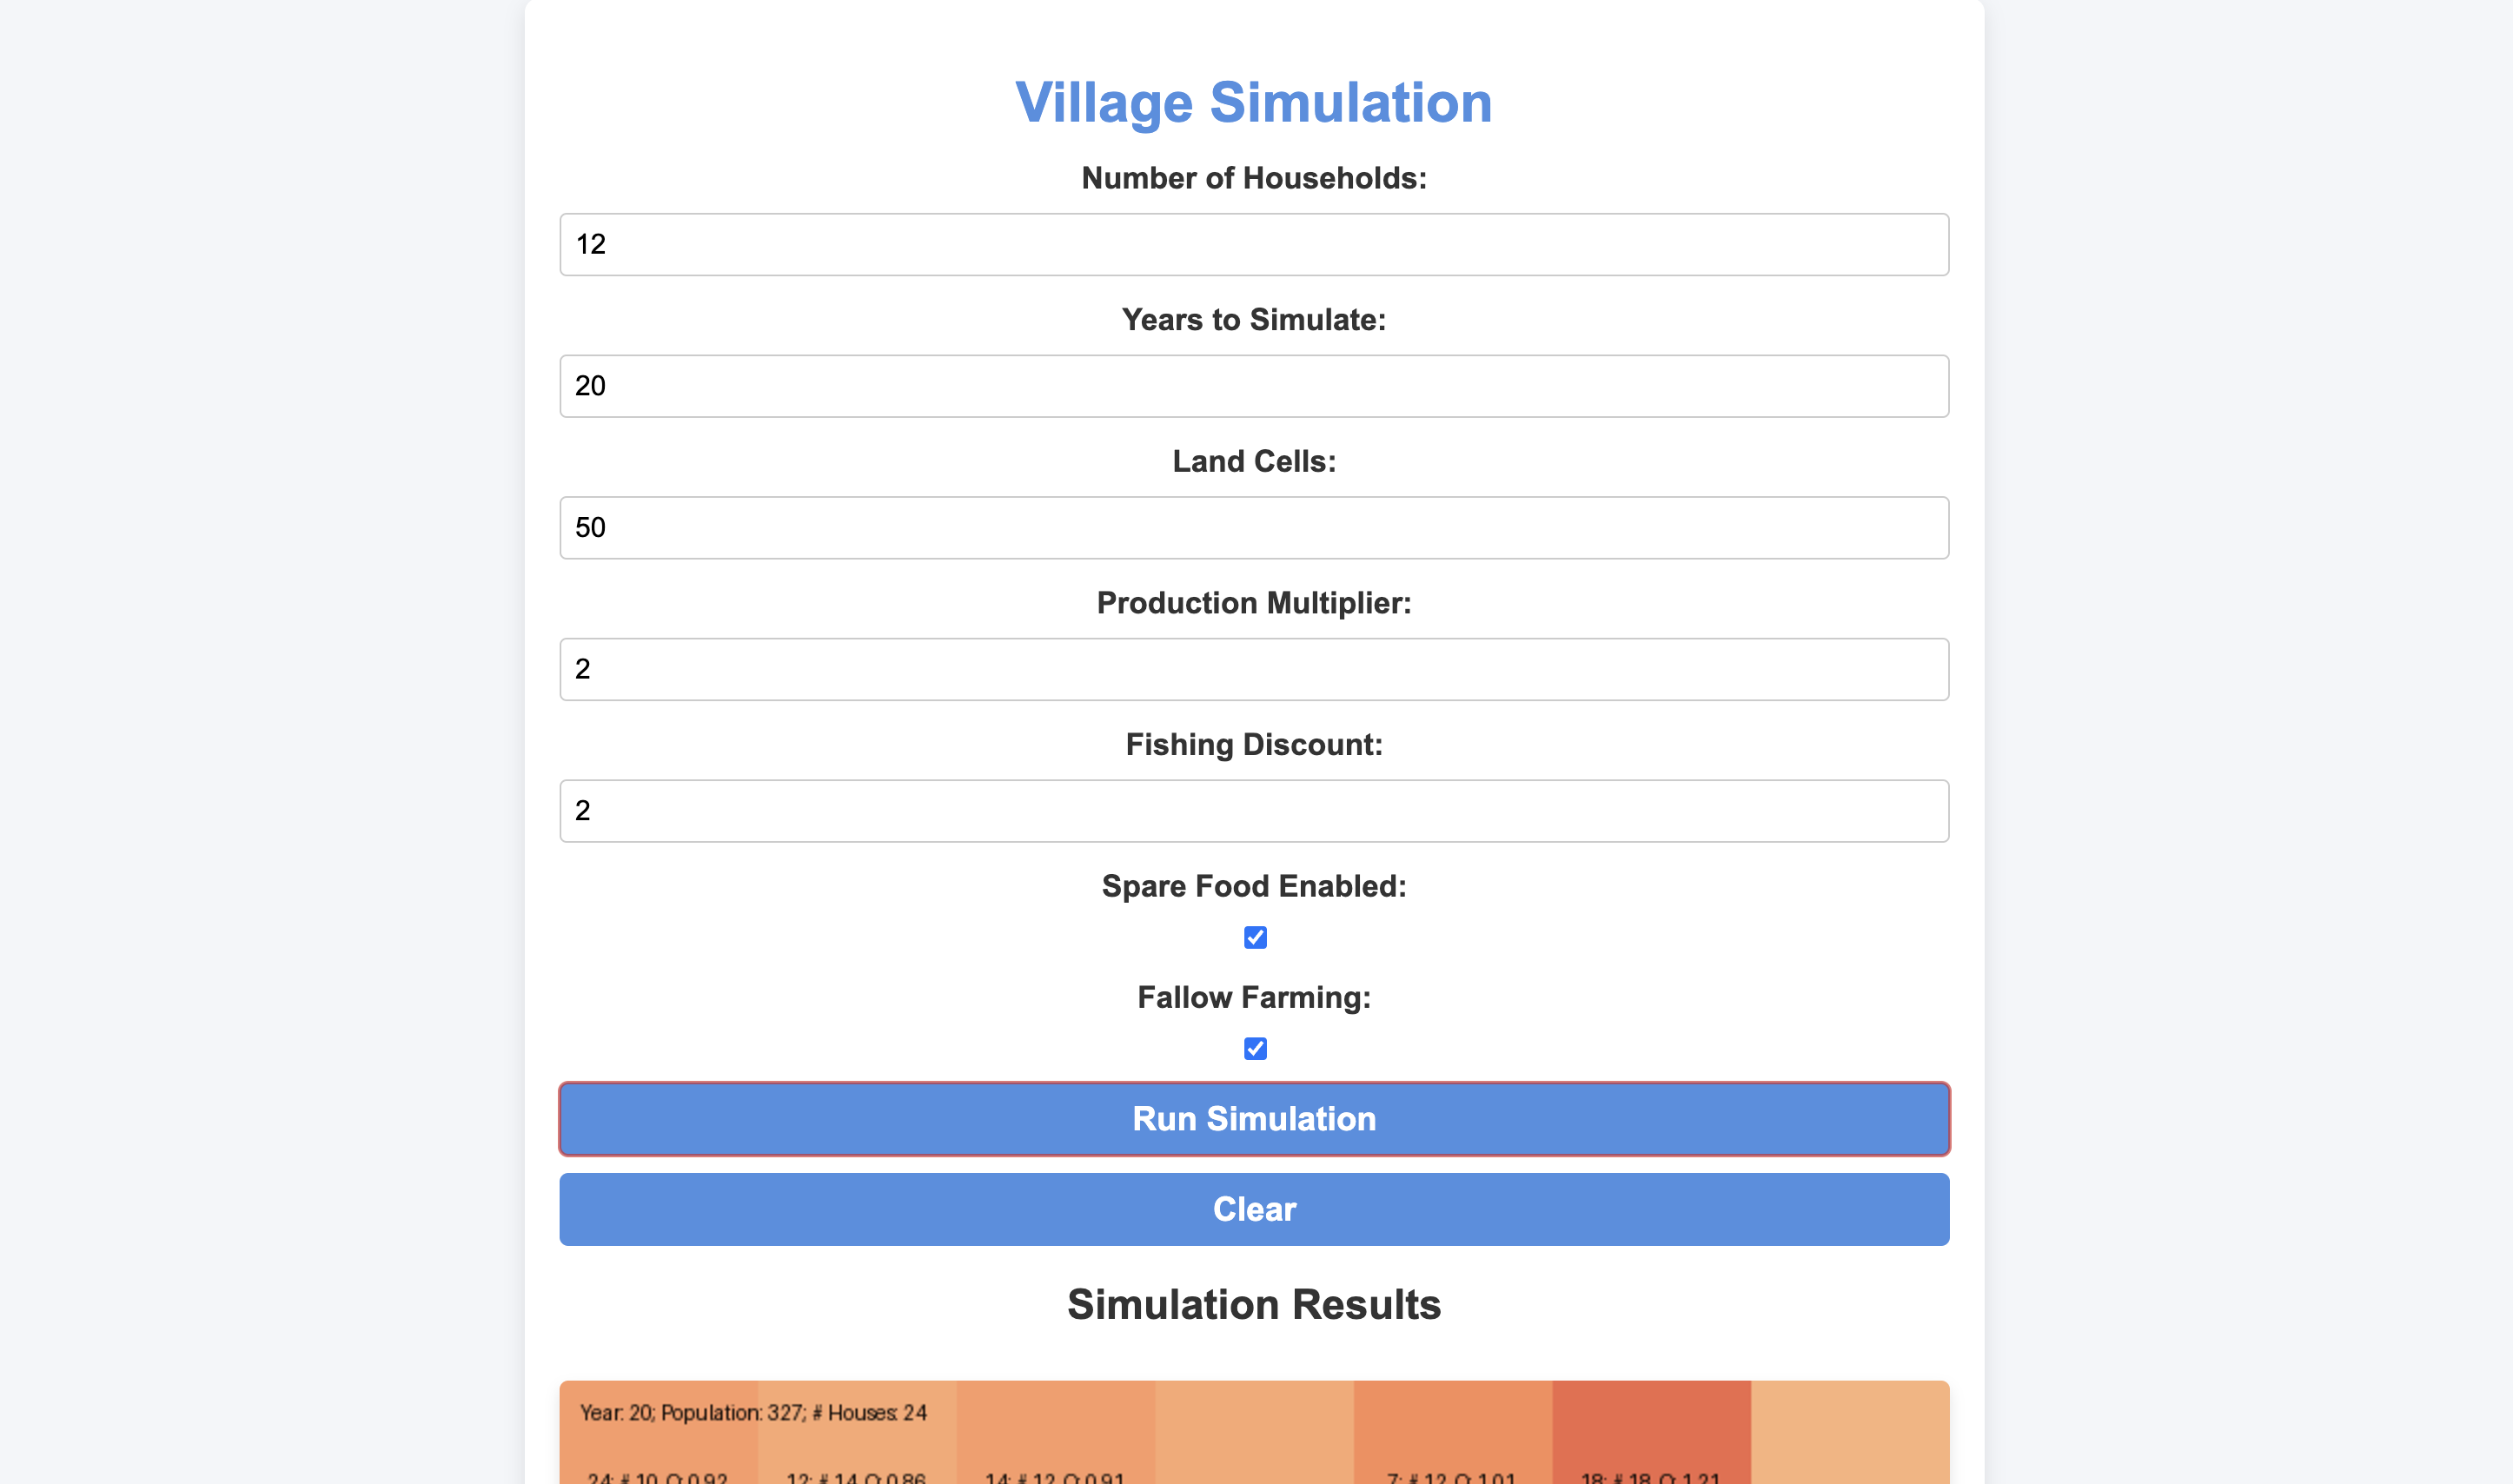 Village Simulation
Number of Households:
12
Years to Simulate:
20
Land Cells:
50
Production Multiplier:
2
Fishing Discount:
2
Spare Food Enabled:
Fallow Farming:
Run Simulation
Clear
Simulation Results
Year: 20; Population: 327; # Houses: 24
24: # 10, Q: 0.92 12: # 14, Q: 0.86 14: # 12, Q: 0.91 7: # 12, Q: 1.01 18: # 18, Q: 1.21